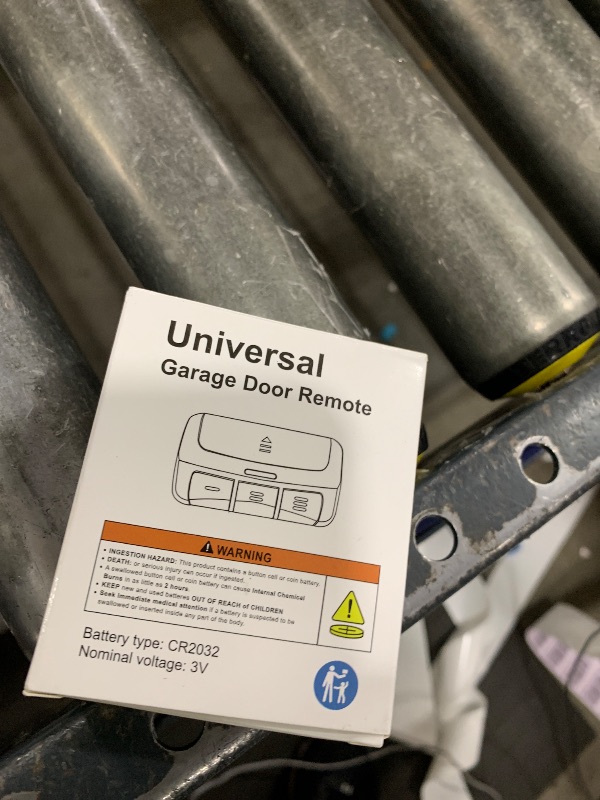 Universal
Garage Door Remote
WARNING
• INGESTION HAZARD: This product contains a button cell or coin battery.
• DEATH: or serious injury can occur if ingested.
• A swallowed button cell or coin battery can cause Internal Chemical
Burns in as little as 2 hours.
• KEEP new and used batteries OUT OF REACH of CHILDREN
• Seek immediate medical attention if a battery is suspected to be
swallowed or inserted inside any part of the body.
Battery type: CR2032
Nominal voltage: 3V